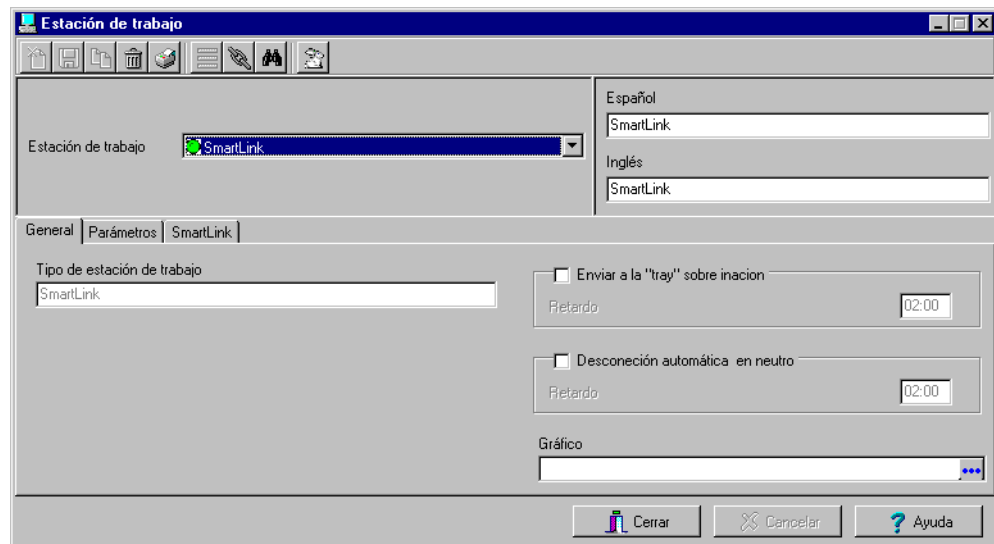 Estación de trabajo
Estación de trabajo
SmartLink
Español
SmartLink
Inglés
SmartLink
General
Parámetros
SmartLink
Tipo de estación de trabajo
SmartLink
Enviar a la "tray" sobre inacion
Retardo
02:00
Desconeción automática en neutro
Retardo
02:00
Gráfico
Cerrar
Cancelar
Ayuda